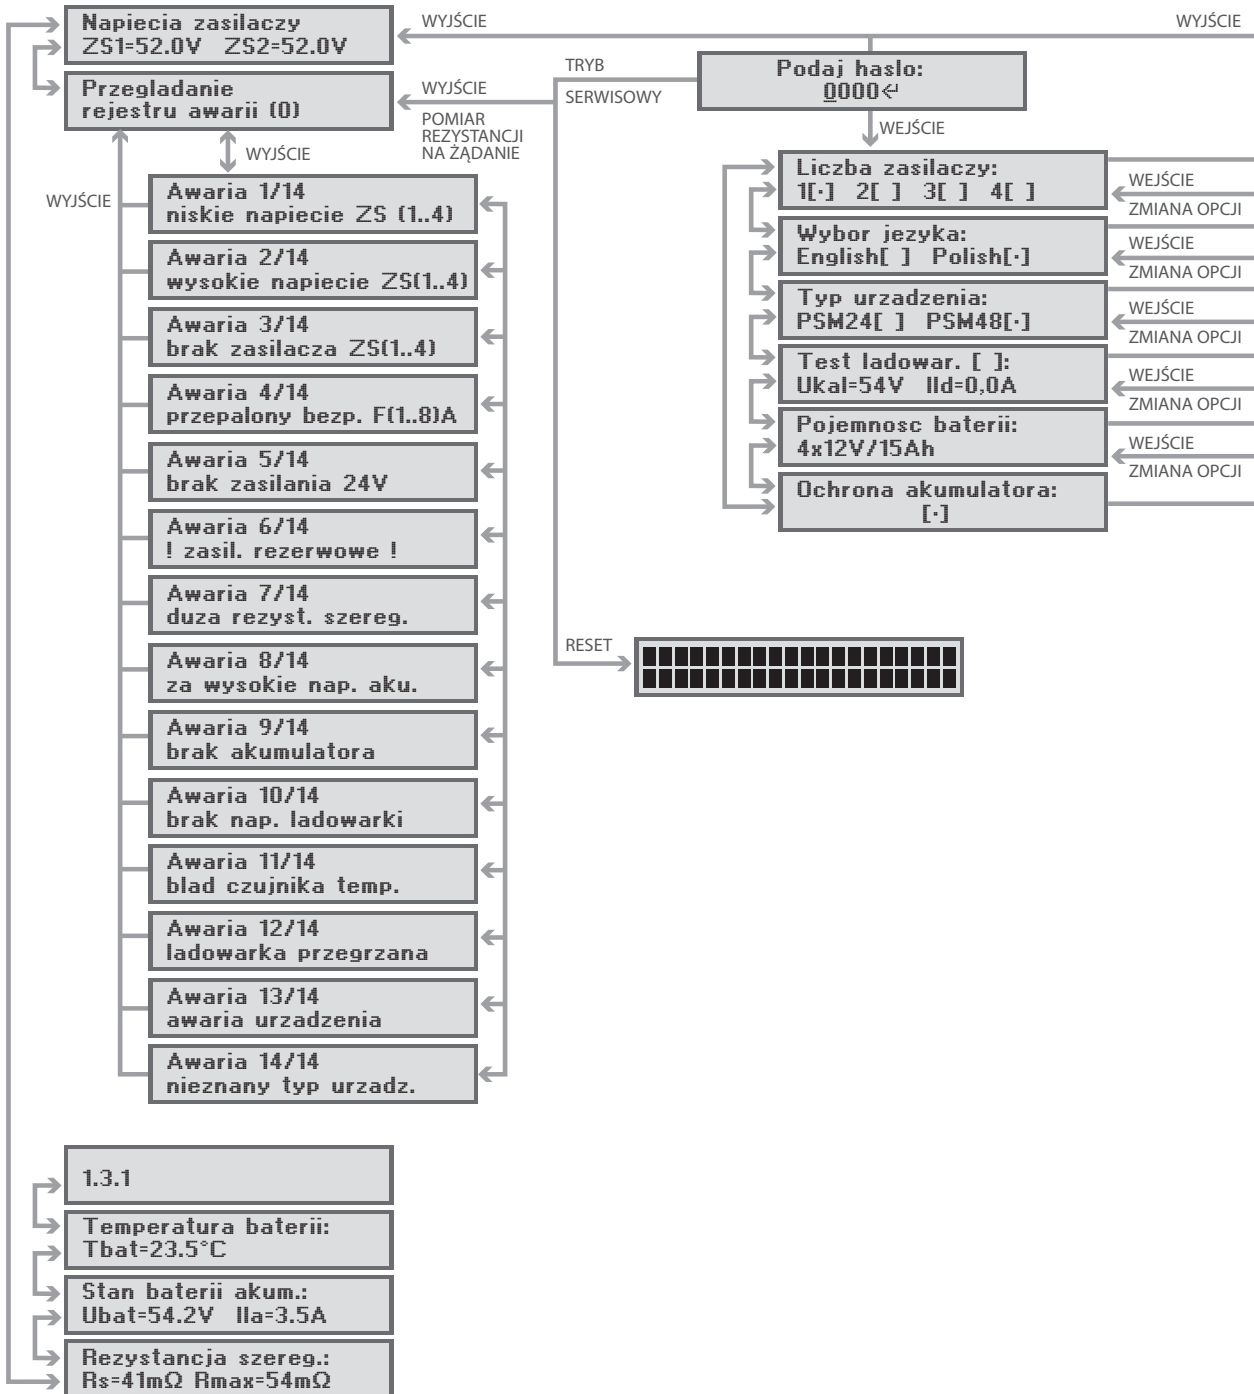 Napiecia zasilaczy
ZS1=52.0V ZS2=52.0V
WYJŚCIE
WYJŚCIE
Przegladanie
rejestru awarii (0)
WYJŚCIE
POMIAR
REZYSTANCJI
NA ŻĄDANIE
TRYB
SERWISOWY
Podaj haslo:
0000↵
WEJŚCIE
WYJŚCIE
WYJŚCIE
Awaria 1/14
niskie napiecie ZS (1..4)
Awaria 2/14
wysokie napiecie ZS(1..4)
Awaria 3/14
brak zasilacza ZS(1..4)
Awaria 4/14
przepalony bezp. F(1..8)A
Awaria 5/14
brak zasilania 24V
Awaria 6/14
! zasil. rezerwowe !
Awaria 7/14
duza rezyst. szereg.
Awaria 8/14
za wysokie nap. aku.
Awaria 9/14
brak akumulatora
Awaria 10/14
brak nap. ladowarki
Awaria 11/14
blad czujnika temp.
Awaria 12/14
ladowarka przegrzana
Awaria 13/14
awaria urzadzenia
Awaria 14/14
nieznany typ urzadz.
Liczba zasilaczy:
1[·] 2[ ] 3[ ] 4[ ]
WEJŚCIE
ZMIANA OPCJI
Wybor jezyka:
English[ ] Polish[·]
WEJŚCIE
ZMIANA OPCJI
Typ urzadzenia:
PSM24[ ] PSM48[·]
WEJŚCIE
ZMIANA OPCJI
Test ladowar. [ ]:
Ukal=54V Ild=0,0A
WEJŚCIE
ZMIANA OPCJI
Pojemnosc baterii:
4x12V/15Ah
WEJŚCIE
ZMIANA OPCJI
Ochrona akumulatora:
[·]
RESET
1.3.1
Temperatura baterii:
Tbat=23.5°C
Stan baterii akum.:
Ubat=54.2V Ila=3.5A
Rezystancja szereg.:
Rs=41mΩ Rmax=54mΩ